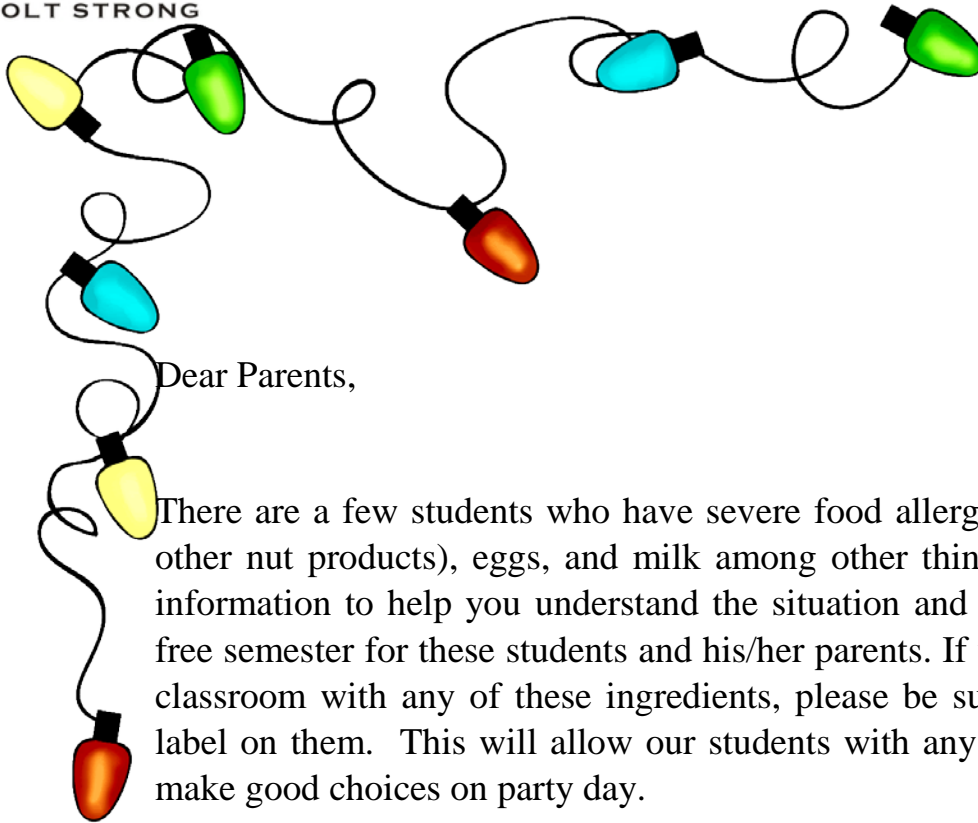 OLT STRONG
Dear Parents,
There are a few students who have severe food allerg
other nut products), eggs, and milk among other thin
information to help you understand the situation and
free semester for these students and his/her parents. If
classroom with any of these ingredients, please be su
label on them. This will allow our students with any
make good choices on party day.